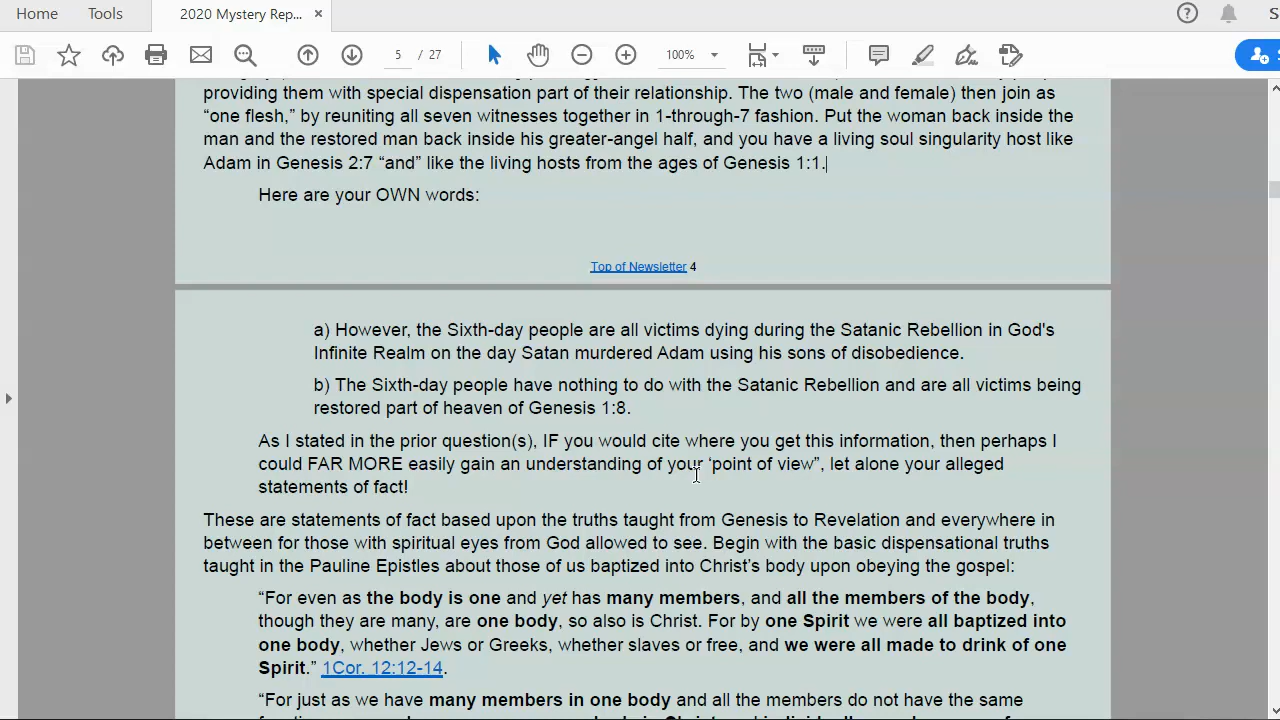 Home Tools 2020 Mystery Rep... ×
5 / 27 100%
providing them with special dispensation part of their relationship. The two (male and female) then join as
“one flesh,” by reuniting all seven witnesses together in 1-through-7 fashion. Put the woman back inside the
man and the restored man back inside his greater-angel half, and you have a living soul singularity host like
Adam in Genesis 2:7 “and” like the living hosts from the ages of Genesis 1:1.
Here are your OWN words:
Top of Newsletter 4
a) However, the Sixth-day people are all victims dying during the Satanic Rebellion in God's
Infinite Realm on the day Satan murdered Adam using his sons of disobedience.
b) The Sixth-day people have nothing to do with the Satanic Rebellion and are all victims being
restored part of heaven of Genesis 1:8.
As I stated in the prior question(s), IF you would cite where you get this information, then perhaps I
could FAR MORE easily gain an understanding of your ‘point of view”, let alone your alleged
statements of fact!
These are statements of fact based upon the truths taught from Genesis to Revelation and everywhere in
between for those with spiritual eyes from God allowed to see. Begin with the basic dispensational truths
taught in the Pauline Epistles about those of us baptized into Christ’s body upon obeying the gospel:
“For even as the body is one and yet has many members, and all the members of the body,
though they are many, are one body, so also is Christ. For by one Spirit we were all baptized into
one body, whether Jews or Greeks, whether slaves or free, and we were all made to drink of one
Spirit.” 1Cor. 12:12-14.
“For just as we have many members in one body and all the members do not have the same